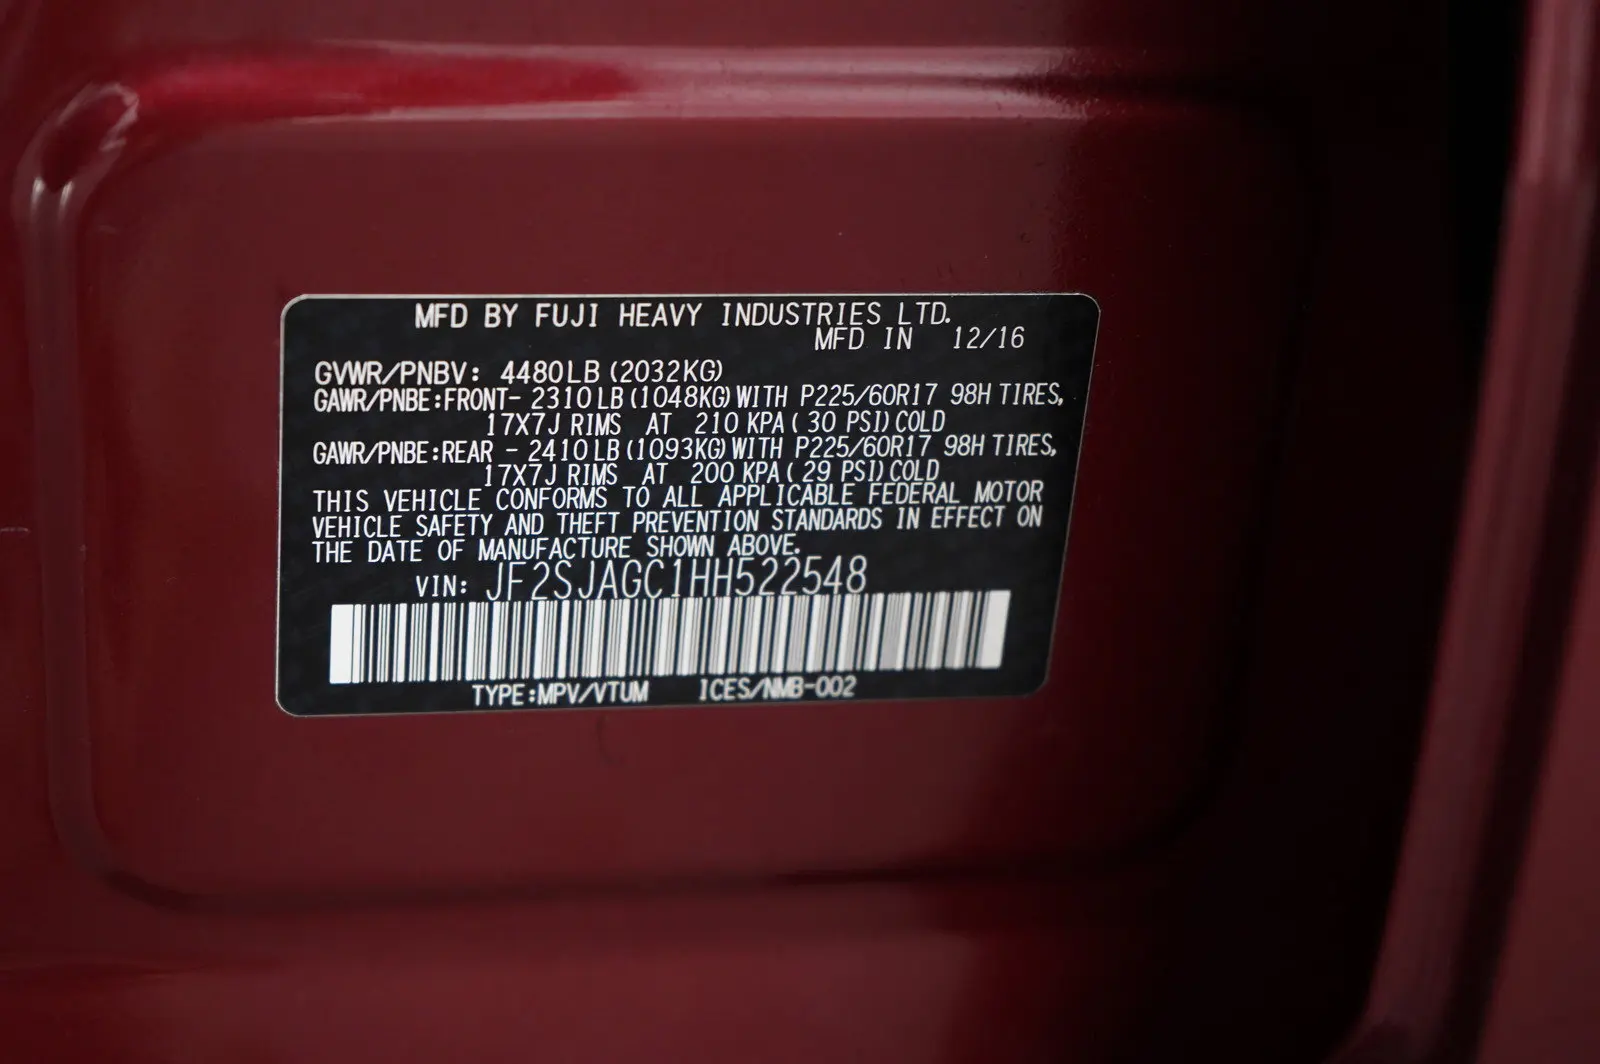 MFD BY FUJI HEAVY INDUSTRIES LTD.
MFD IN 12/16
GVWR/PNBV: 4480LB (2032KG)
GAWR/PNBE:FRONT- 2310LB (1048KG) WITH P225/60R17 98H TIRES,
17X7J RIMS AT 210 KPA ( 30 PSI) COLD
GAWR/PNBE:REAR - 2410LB (1093KG) WITH P225/60R17 98H TIRES,
17X7J RIMS AT 200 KPA ( 29 PSI) COLD
THIS VEHICLE CONFORMS TO ALL APPLICABLE FEDERAL MOTOR
VEHICLE SAFETY AND THEFT PREVENTION STANDARDS IN EFFECT ON
THE DATE OF MANUFACTURE SHOWN ABOVE.
VIN: JF2SJAGC1HH522548
TYPE:MPV/VTUM ICES/NMB-002